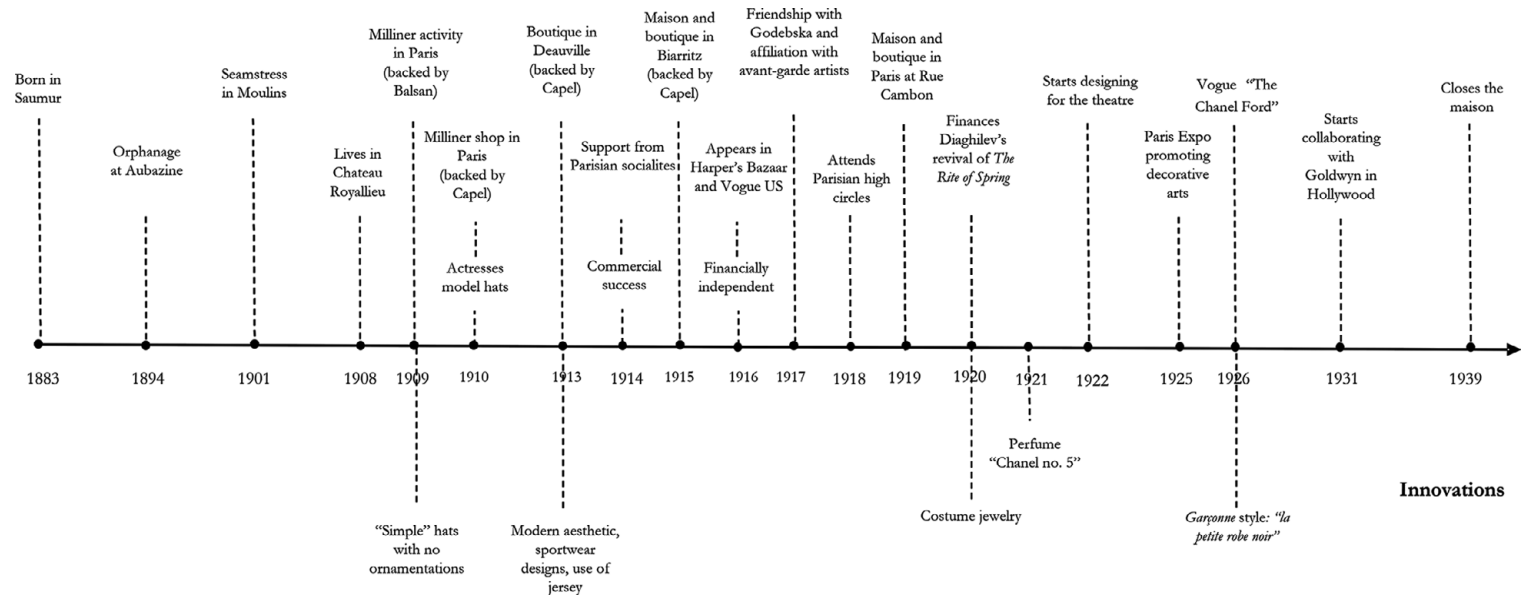 Born in
Saumur
Orphanage
at Aubazine
Seamstress
in Moulins
Lives in
Chateau
Royallieu
Milliner activity
in Paris
(backed by
Balsan)
Milliner shop in
Paris
(backed by
Capel)
Actresses
model hats
Boutique in
Deauville
(backed by
Capel)
Support from
Parisian socialites
Commercial
success
Maison and
boutique in
Biarritz
(backed by
Capel)
Appears in
Harper’s Bazaar
and Vogue US
Financially
independent
Friendship with
Godebska and
affiliation with
avant-garde artists
Attends
Parisian high
circles
Maison and
boutique in
Paris at Rue
Cambon
Finances
Diaghilev’s
revival of The
Rite of Spring
Starts designing
for the theatre
Paris Expo
promoting
decorative
arts
Vogue “The
Chanel Ford”
Starts
collaborating
with
Goldwyn in
Hollywood
Closes the
maison
1883
1894
1901
1908
1909
1910
1913
1914
1915
1916
1917
1918
1919
1920
1921
1922
1925
1926
1931
1939
“Simple” hats
with no
ornamentations
Modern aesthetic,
sportwear
designs, use of
jersey
Costume jewelry
Perfume
“Chanel no. 5”
Garçonne style: “la
petite robe noir”
Innovations